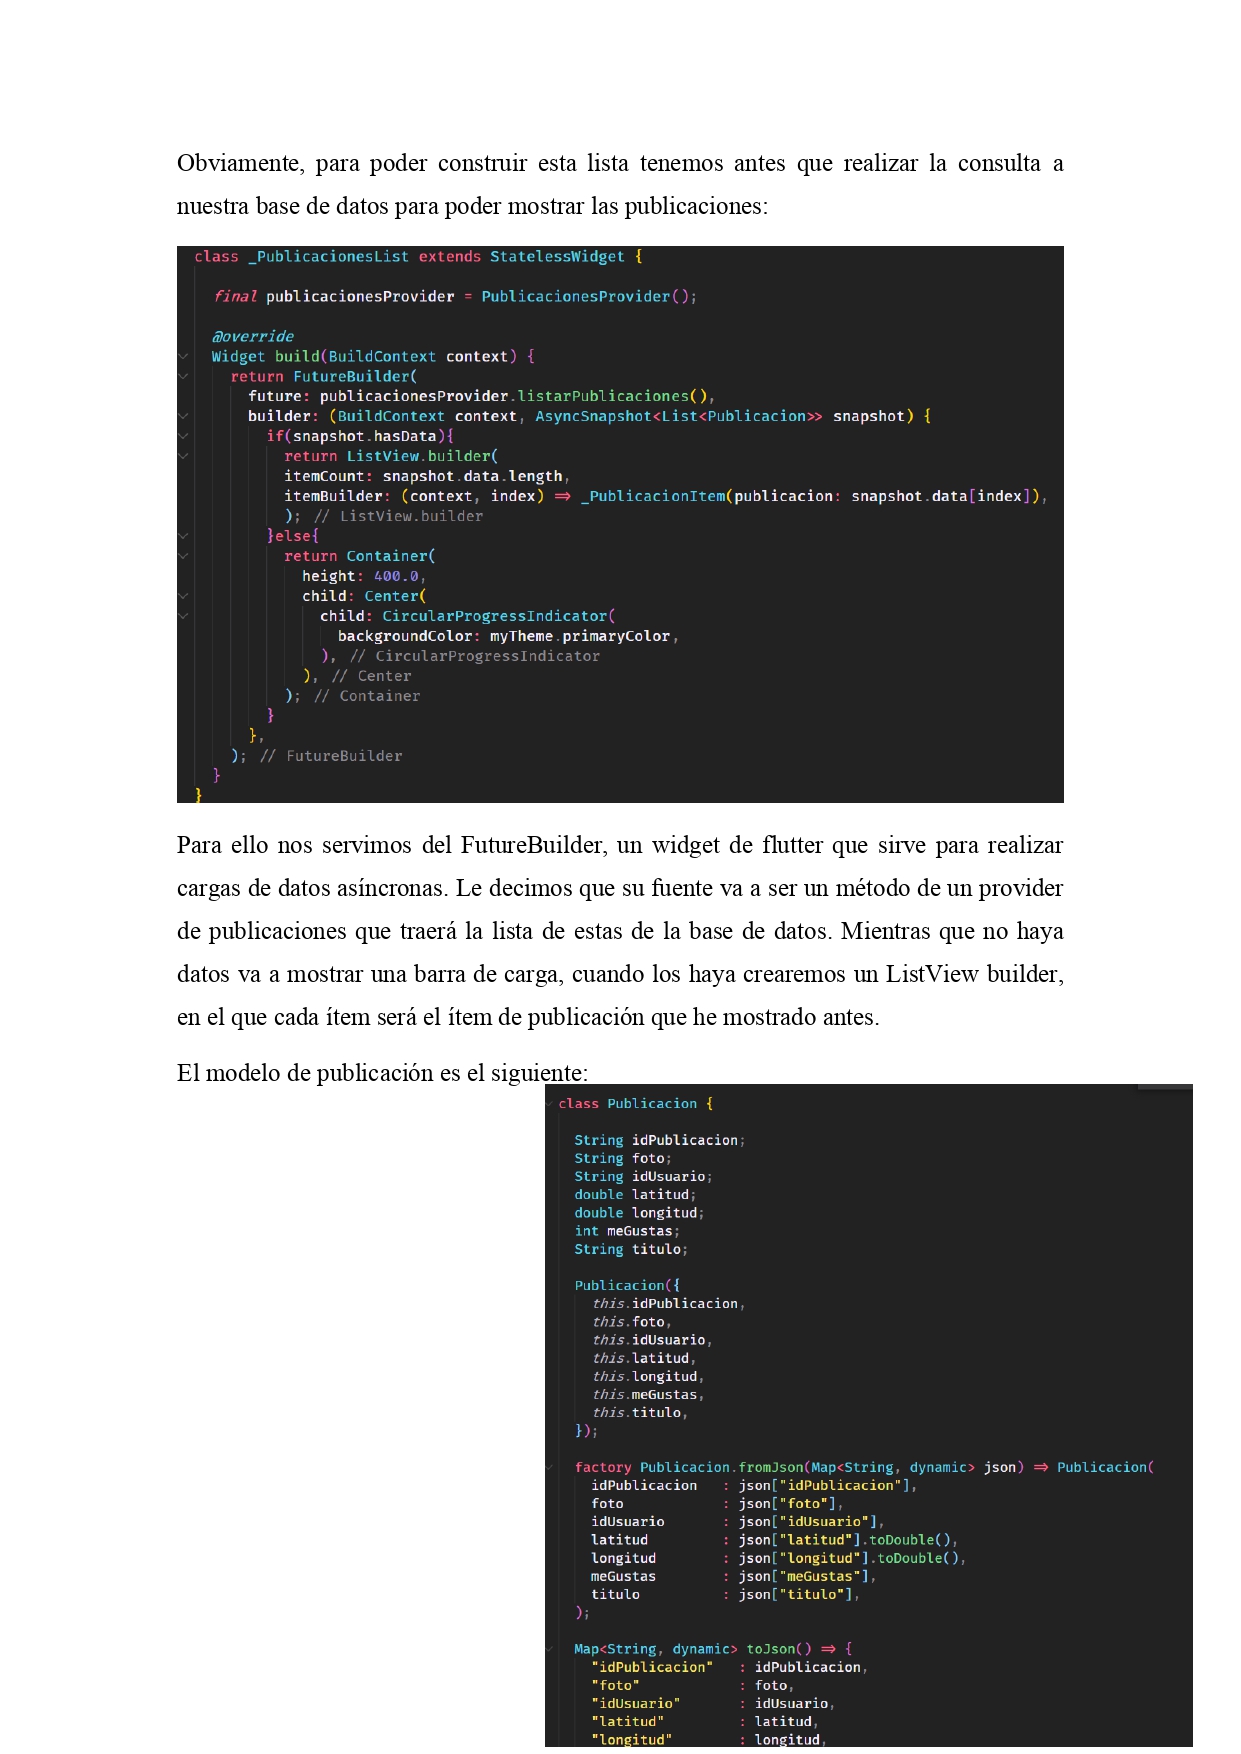 Obviamente, para poder construir esta lista tenemos antes que realizar la consulta a
nuestra base de datos para poder mostrar las publicaciones:
class _PublicacionesList extends StatelessWidget {
final publicacionesProvider = PublicacionesProvider();
@override
Widget build(BuildContext context) {
return FutureBuilder(
future: publicacionesProvider.listarPublicaciones(),
builder: (BuildContext context, AsyncSnapshot<List<Publicacion>> snapshot) {
if(snapshot.hasData){
return ListView.builder(
itemCount: snapshot.data.length,
itemBuilder: (context, index) => _PublicacionItem(publicacion: snapshot.data[index]),
); // ListView.builder
}else{
return Container(
height: 400.0,
child: Center(
child: CircularProgressIndicator(
backgroundColor: myTheme.primaryColor,
), // CircularProgressIndicator
), // Center
); // Container
}
},
); // FutureBuilder
}
}
Para ello nos servimos del FutureBuilder, un widget de flutter que sirve para realizar
cargas de datos asíncronas. Le decimos que su fuente va a ser un método de un provider
de publicaciones que traerá la lista de estas de la base de datos. Mientras que no haya
datos va a mostrar una barra de carga, cuando los haya crearemos un ListView builder,
en el que cada ítem será el ítem de publicación que he mostrado antes.
El modelo de publicación es el siguiente:
class Publicacion {
String idPublicacion;
String foto;
String idUsuario;
double latitud;
double longitud;
int meGustas;
String titulo;
Publicacion({
this.idPublicacion,
this.foto,
this.idUsuario,
this.latitud,
this.longitud,
this.meGustas,
this.titulo,
});
factory Publicacion.fromJson(Map<String, dynamic> json) => Publicacion(
idPublicacion : json["idPublicacion"],
foto : json["foto"],
idUsuario : json["idUsuario"],
latitud : json["latitud"].toDouble(),
longitud : json["longitud"].toDouble(),
meGustas : json["meGustas"],
titulo : json["titulo"],
);
Map<String, dynamic> toJson() => {
"idPublicacion" : idPublicacion,
"foto" : foto,
"idUsuario" : idUsuario,
"latitud" : latitud,
"longitud" : longitud,